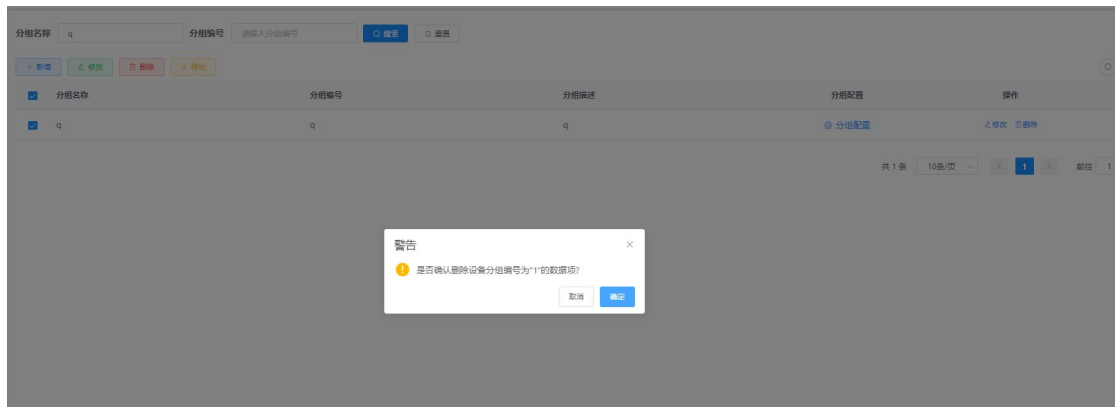 分组名称 q 分组编号 请输入分组编号 搜索 重置
+ 新增 修改 删除 导出
分组名称 分组编号 分组描述 分组配置 操作
q q q 分组配置 修改 删除
共 1 条 10条/页 < 1 > 前往 1
警告 ×
是否确认删除设备分组编号为"1"的数据项?
取消 确定